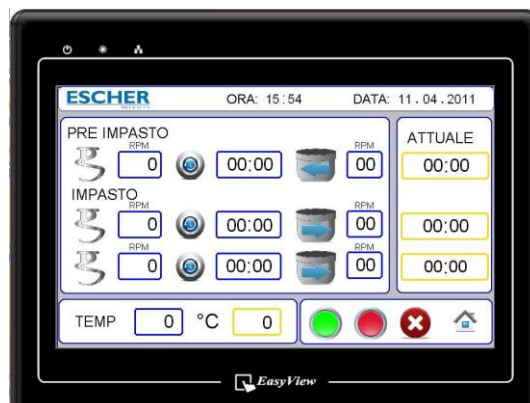 ESCHER
ORA: 15:54
DATA: 11.04.2011
PRE IMPASTO
ATTUALE
RPM
RPM
0
00:00
00
00:00
IMPASTO
RPM
RPM
0
00:00
00
00:00
RPM
RPM
0
00:00
00
00:00
TEMP
0
°C
0
EasyView